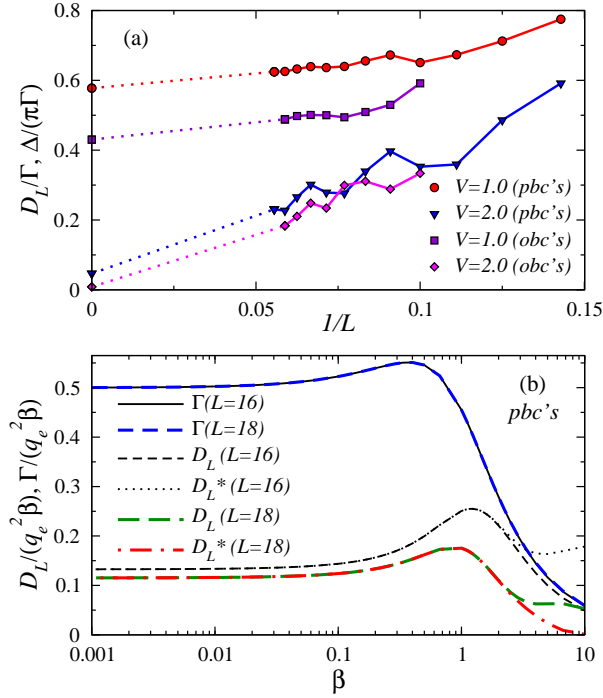 (a)
D_L/Γ, Δ/(πΓ)
0.8
0.6
0.4
0.2
0
V=1.0 (pbc's)
V=2.0 (pbc's)
V=1.0 (obc's)
V=2.0 (obc's)
0 0.05 0.1 0.15
1/L
(b)
pbc's
D_L/(q_e^2β), Γ/(q_e^2β)
0.5
0.4
0.3
0.2
0.1
0
Γ(L=16)
Γ(L=18)
D_L (L=16)
D_L* (L=16)
D_L (L=18)
D_L* (L=18)
0.001 0.01 0.1 1 10
β